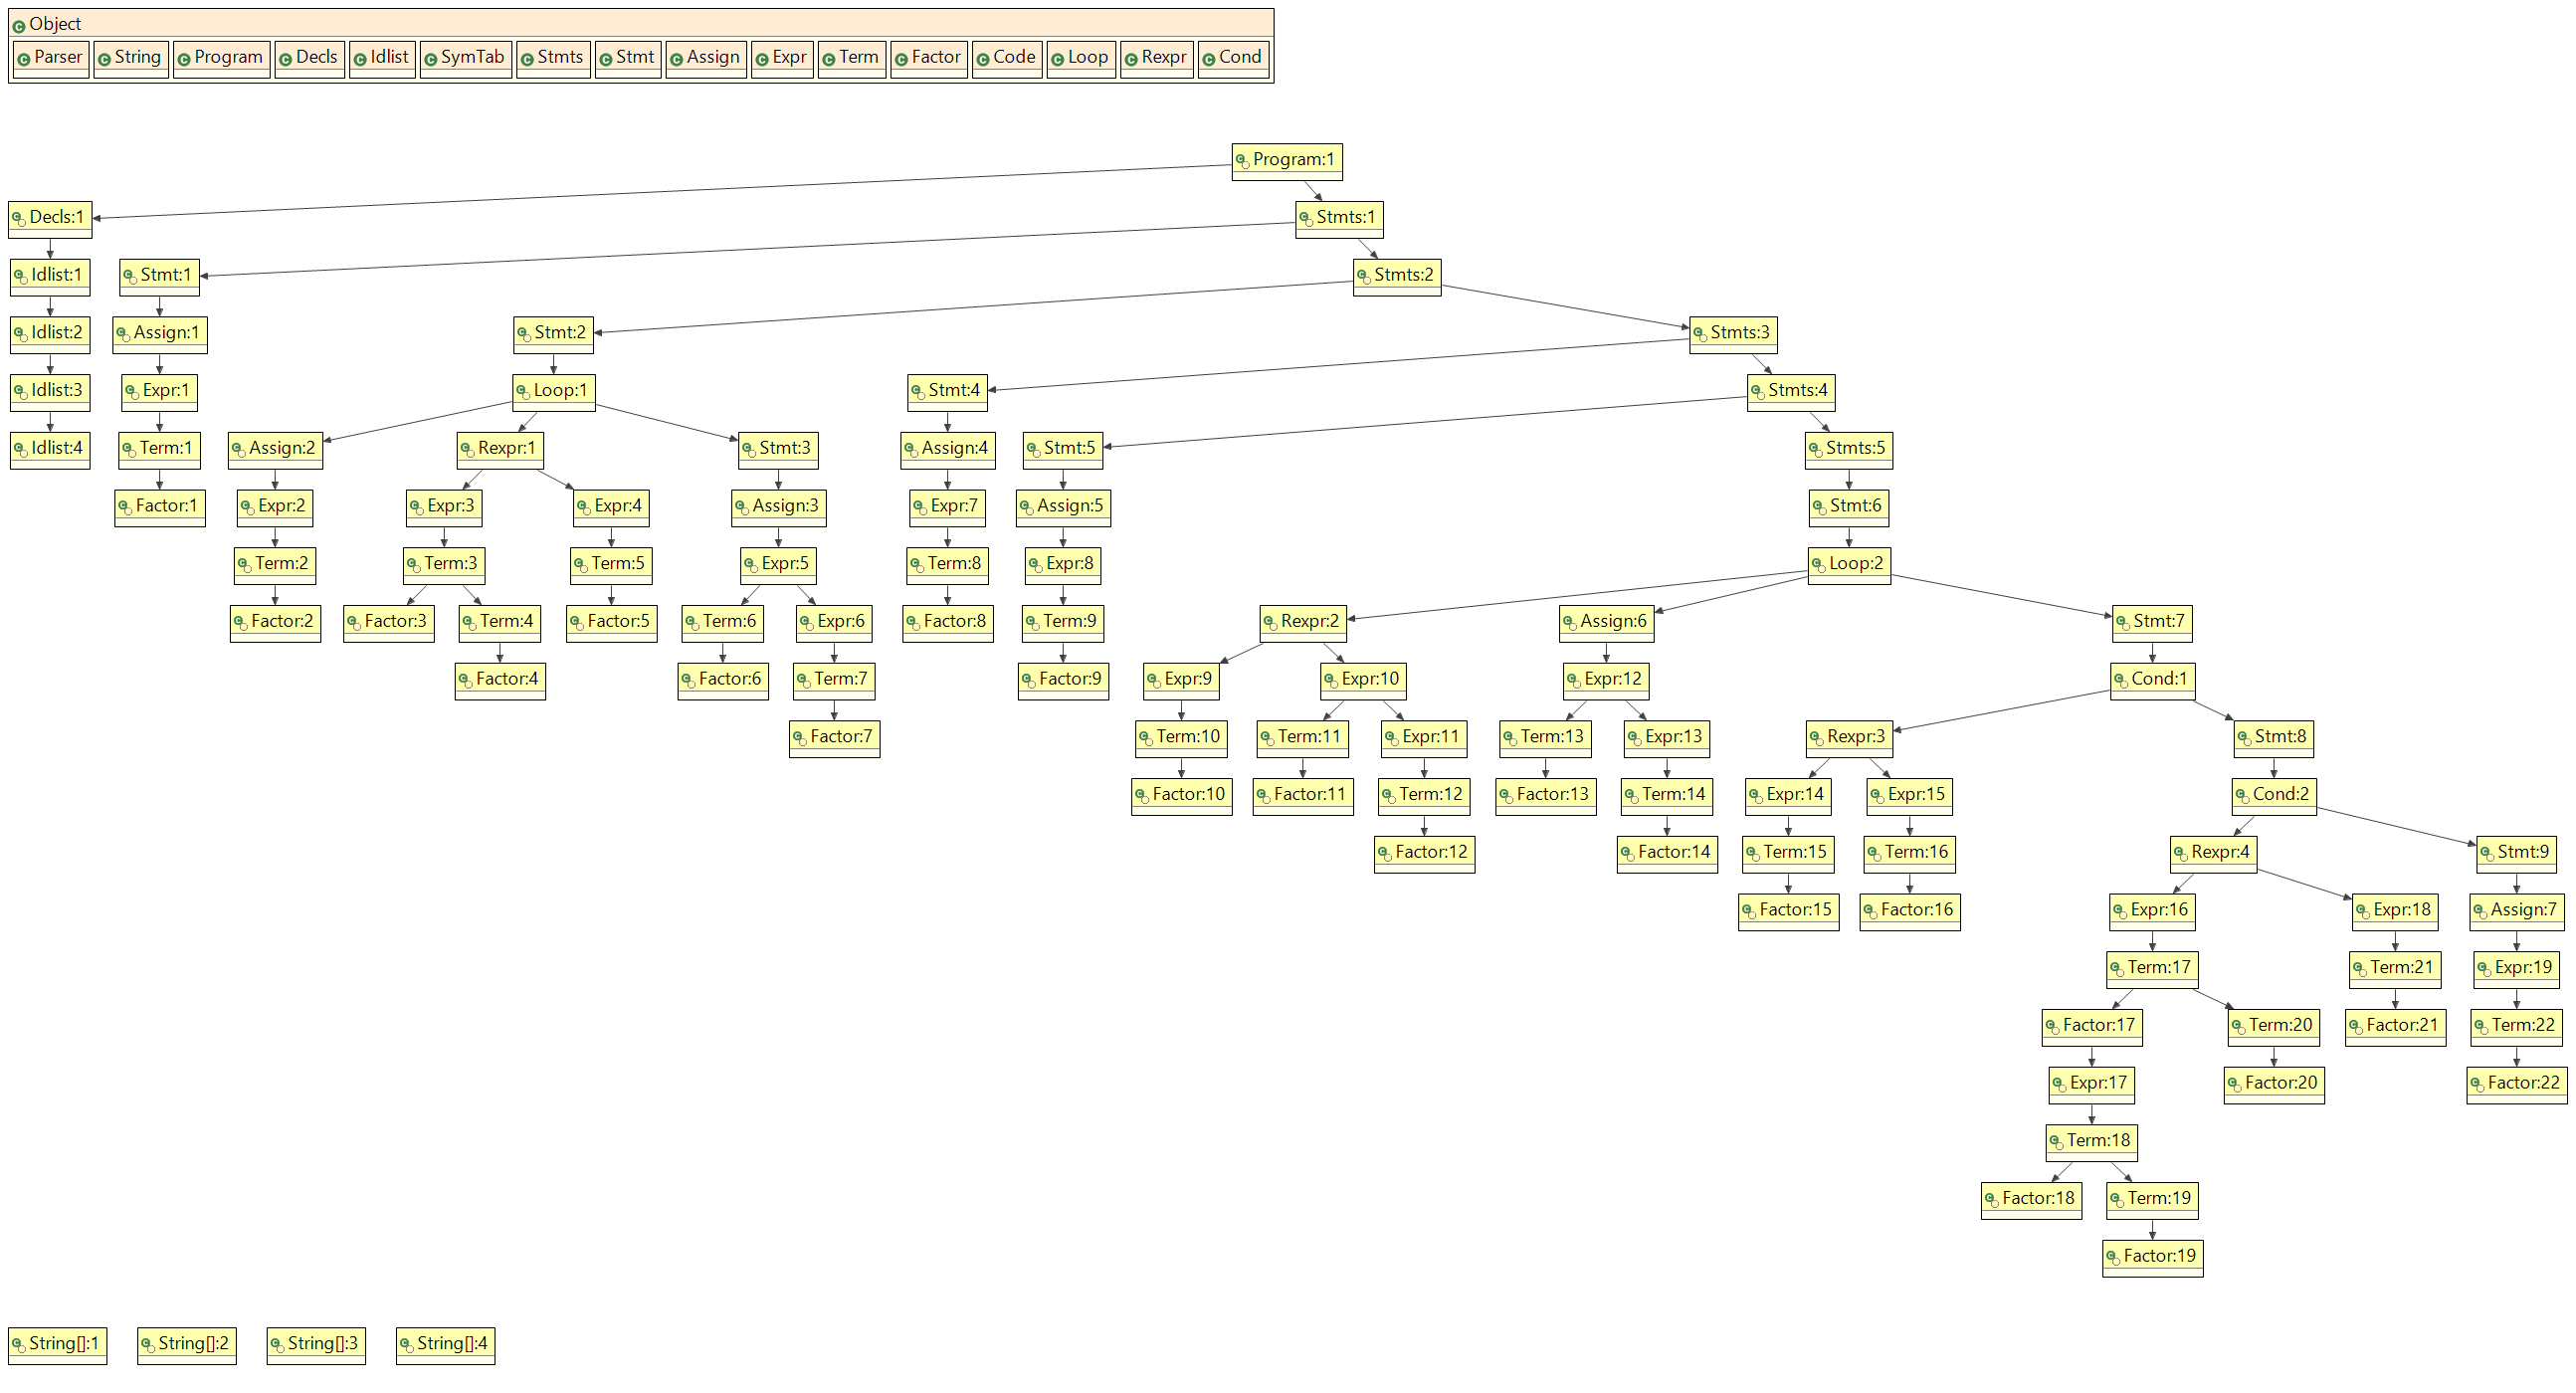 Object
Parser String Program Decls Idlist SymTab Stmts Stmt Assign Expr Term Factor Code Loop Rexpr Cond
Program:1
Decls:1 Stmts:1
Idlist:1 Stmt:1 Stmts:2
Idlist:2 Assign:1 Stmt:2 Stmts:3
Idlist:3 Expr:1 Loop:1 Stmt:4 Stmts:4
Idlist:4 Term:1 Assign:2 Rexpr:1 Stmt:3 Assign:4 Stmt:5 Stmts:5
Factor:1 Expr:2 Expr:3 Expr:4 Assign:3 Expr:7 Assign:5 Stmt:6
Term:2 Term:3 Term:5 Expr:5 Term:8 Expr:8 Loop:2
Factor:2 Factor:3 Term:4 Factor:5 Term:6 Expr:6 Factor:8 Term:9 Rexpr:2 Assign:6 Stmt:7
Factor:4 Factor:6 Term:7 Factor:9 Expr:9 Expr:10 Expr:12 Cond:1
Factor:7 Term:10 Term:11 Expr:11 Term:13 Expr:13 Rexpr:3 Stmt:8
Factor:10 Factor:11 Term:12 Factor:13 Term:14 Expr:14 Expr:15 Cond:2
Factor:12 Factor:14 Term:15 Term:16 Rexpr:4 Stmt:9
Factor:15 Factor:16 Expr:16 Expr:18 Assign:7
Term:17 Term:21 Expr:19
Factor:17 Term:20 Factor:21 Term:22
Expr:17 Factor:20 Factor:22
Term:18
Factor:18 Term:19
Factor:19
String[]:1 String[]:2 String[]:3 String[]:4